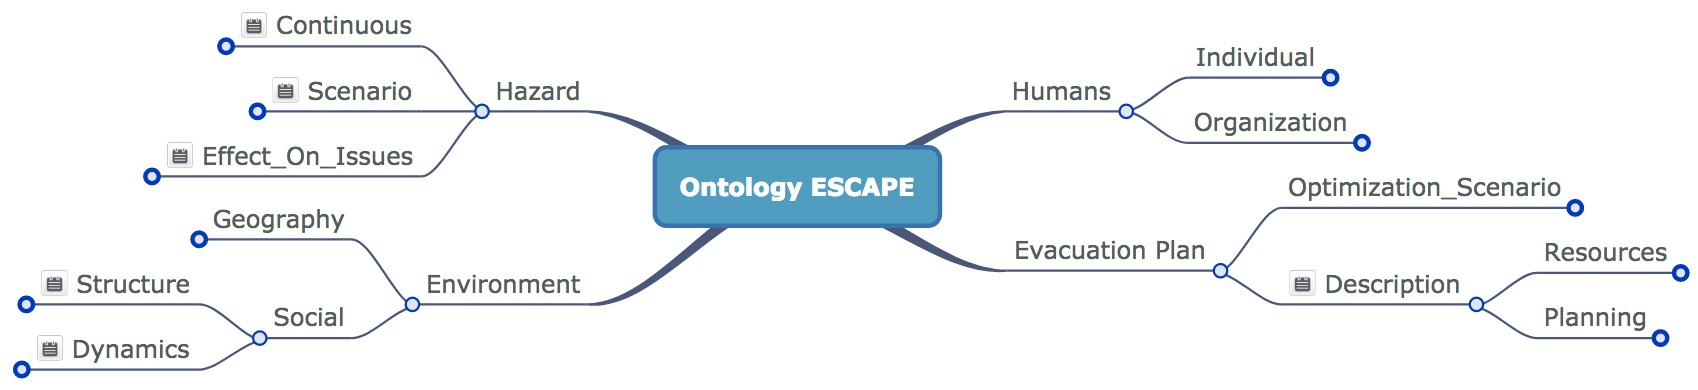 Continuous
Scenario
Hazard
Effect_On_Issues
Geography
Structure
Environment
Social
Dynamics
Ontology ESCAPE
Individual
Humans
Organization
Optimization_Scenario
Evacuation Plan
Resources
Description
Planning